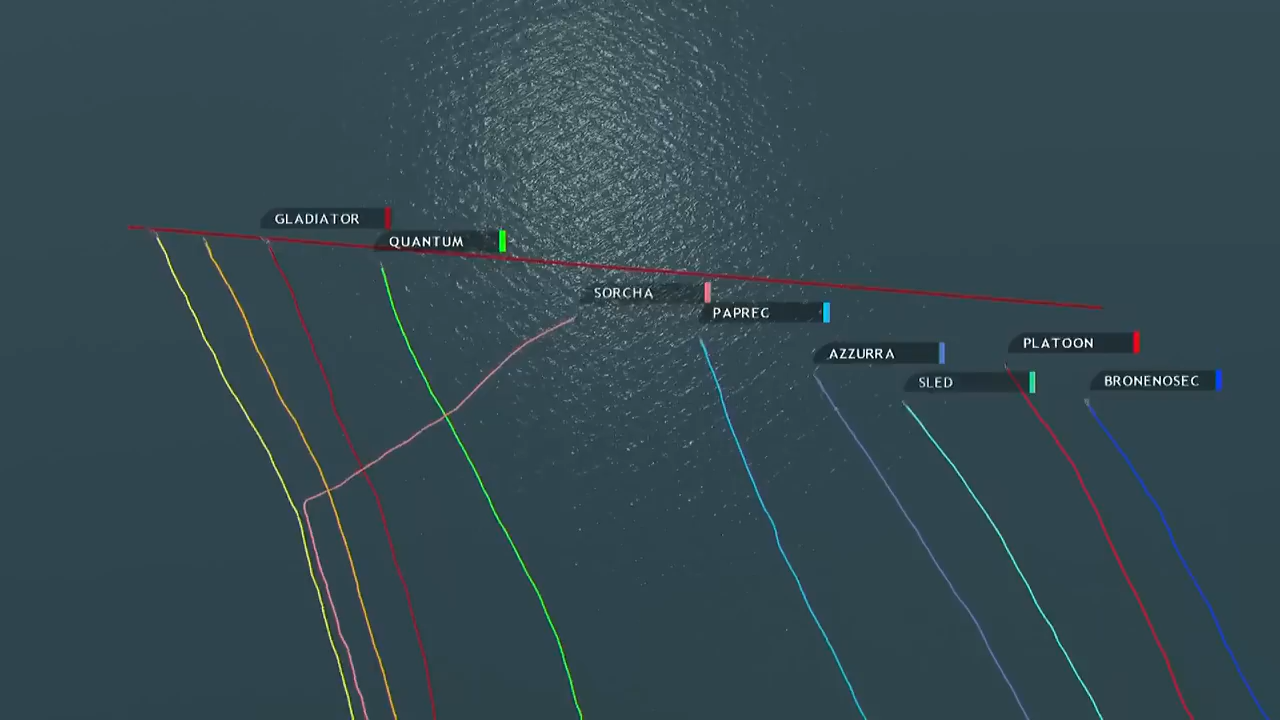 GLADIATOR
QUANTUM
SORCHA
PAPREC
AZZURRA
PLATOON
SLED
BRONENOSEC